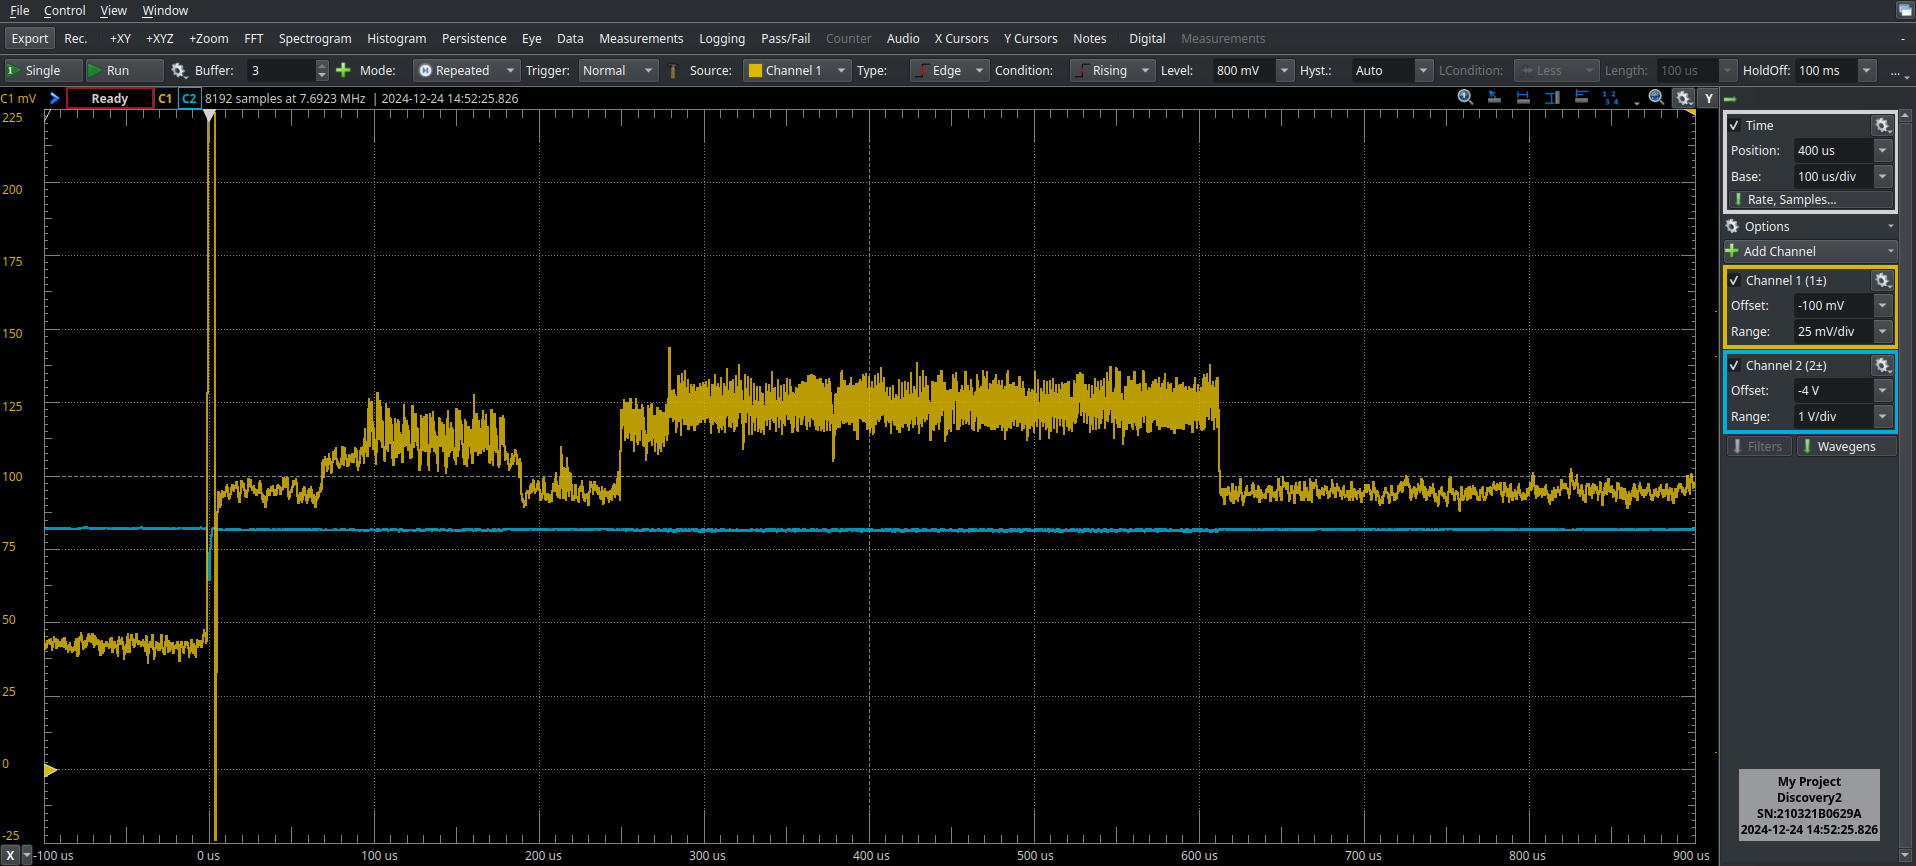 File Control View Window
Export Rec. +XY +XYZ +Zoom FFT Spectrogram Histogram Persistence Eye Data Measurements Logging Pass/Fail Counter Audio X Cursors Y Cursors Notes Digital Measurements
1 Single Run Buffer: 3 Mode: Repeated Trigger: Normal Source: Channel 1 Type: Edge Condition: Rising Level: 800 mV Hyst.: Auto LCondition: Less Length: 100 us HoldOff: 100 ms ...
C1 mV Ready C1 C2 8192 samples at 7.6923 MHz | 2024-12-24 14:52:25.826 Y
225
200
175
150
125
100
75
50
25
0
-25
X -100 us 0 us 100 us 200 us 300 us 400 us 500 us 600 us 700 us 800 us 900 us
Time
Position: 400 us
Base: 100 us/div
Rate, Samples...
Options
Add Channel
Channel 1 (1±)
Offset: -100 mV
Range: 25 mV/div
Channel 2 (2±)
Offset: -4 V
Range: 1 V/div
Filters Wavegens
My Project
Discovery2
SN:210321B0629A
2024-12-24 14:52:25.826